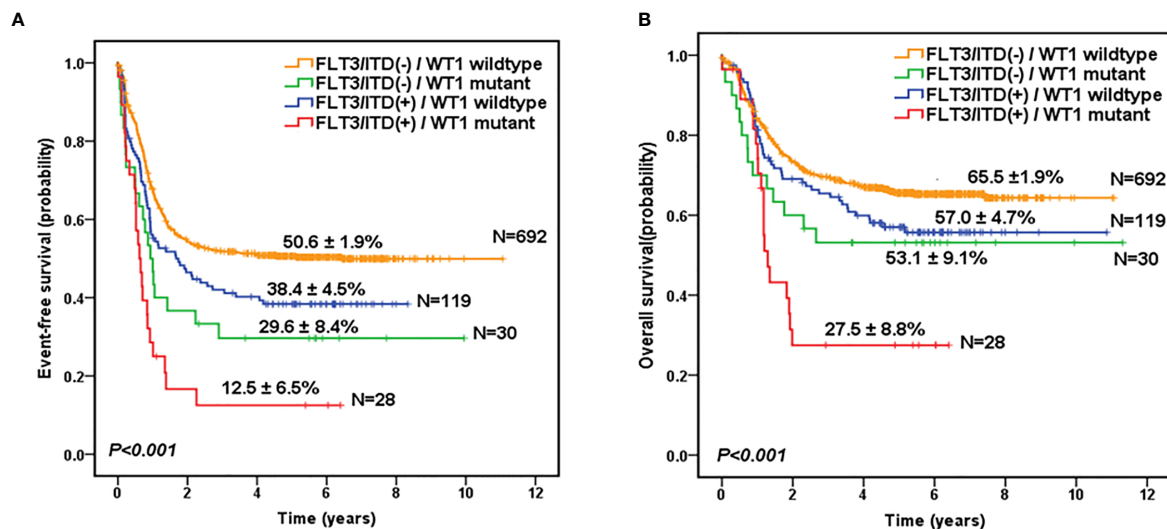 A
FLT3/ITD(-) / WT1 wildtype
FLT3/ITD(-) / WT1 mutant
FLT3/ITD(+) / WT1 wildtype
FLT3/ITD(+) / WT1 mutant
Event-free survival (probability)
1.0
0.8
0.6
0.4
0.2
0.0
50.6 ± 1.9%
N=692
38.4 ± 4.5%
N=119
29.6 ± 8.4%
N=30
12.5 ± 6.5%
N=28
P<0.001
0 2 4 6 8 10 12
Time (years)
B
FLT3/ITD(-) / WT1 wildtype
FLT3/ITD(-) / WT1 mutant
FLT3/ITD(+) / WT1 wildtype
FLT3/ITD(+) / WT1 mutant
Overall survival(probability)
1.0
0.8
0.6
0.4
0.2
0.0
65.5 ±1.9%
N=692
57.0 ± 4.7%
N=119
53.1 ± 9.1%
N=30
27.5 ± 8.8%
N=28
P<0.001
0 2 4 6 8 10 12
Time (years)